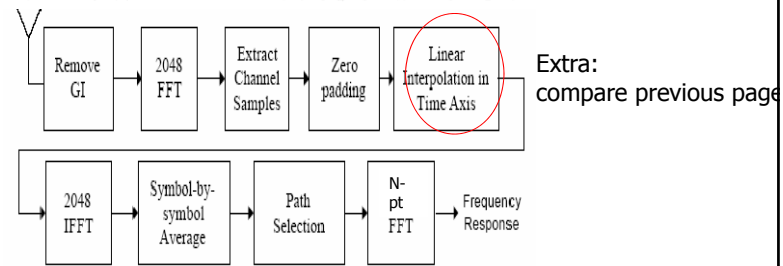 Remove
GI
2048
FFT
Extract
Channel
Samples
Zero
padding
Linear
Interpolation in
Time Axis
Extra:
compare previous page
2048
IFFT
Symbol-by-
symbol
Average
Path
Selection
N-
pt
FFT
Frequency
Response